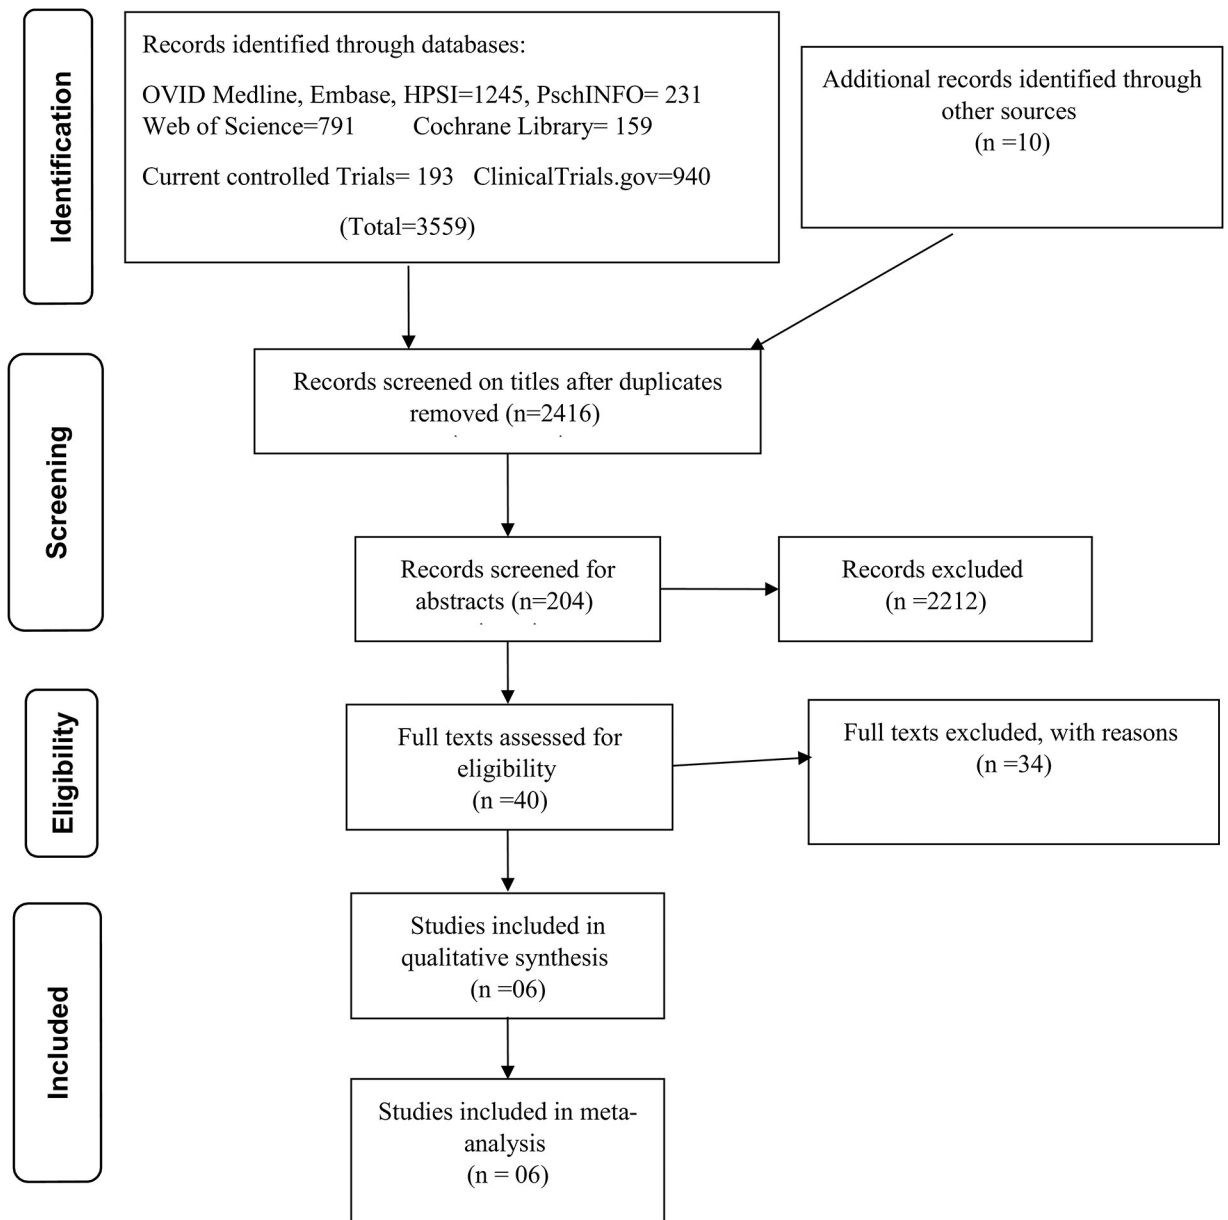 Identification
Records identified through databases:
OVID Medline, Embase, HPSI=1245, PschINFO= 231
Web of Science=791 Cochrane Library= 159
Current controlled Trials= 193 ClinicalTrials.gov=940
(Total=3559)
Additional records identified through
other sources
(n =10)
Screening
Records screened on titles after duplicates
removed (n=2416)
Records screened for
abstracts (n=204)
Records excluded
(n =2212)
Eligibility
Full texts assessed for
eligibility
(n =40)
Full texts excluded, with reasons
(n =34)
Included
Studies included in
qualitative synthesis
(n =06)
Studies included in meta-
analysis
(n = 06)